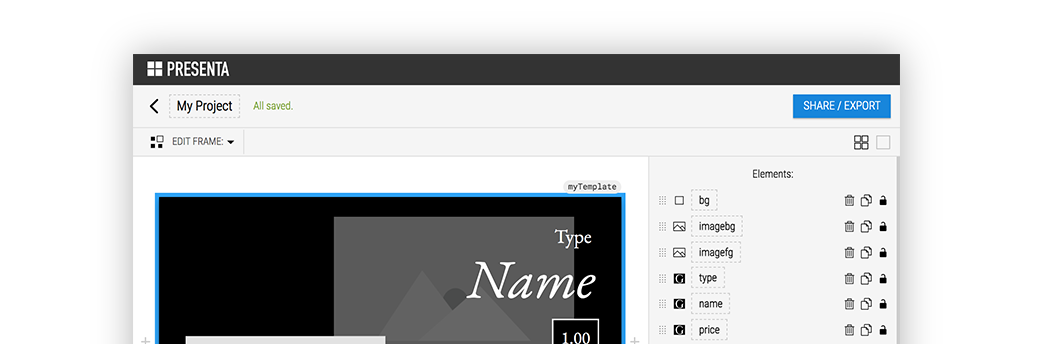 PRESENTA
My Project All saved. SHARE / EXPORT
EDIT FRAME:
Elements:
myTemplate
bg
imagebg
Type
imagefg
Name
type
name
1.00
price